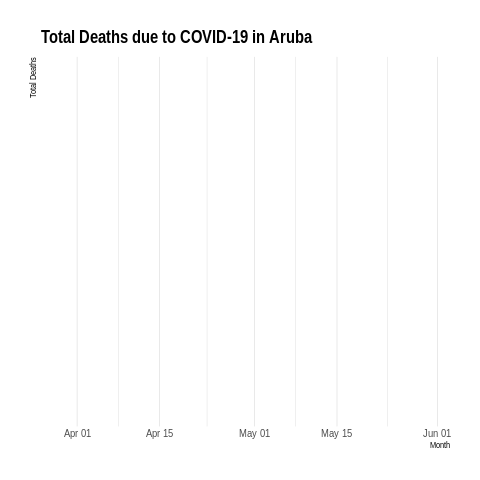 Total Deaths due to COVID-19 in Aruba
Total Deaths
Apr 01 Apr 15 May 01 May 15 Jun 01
Month